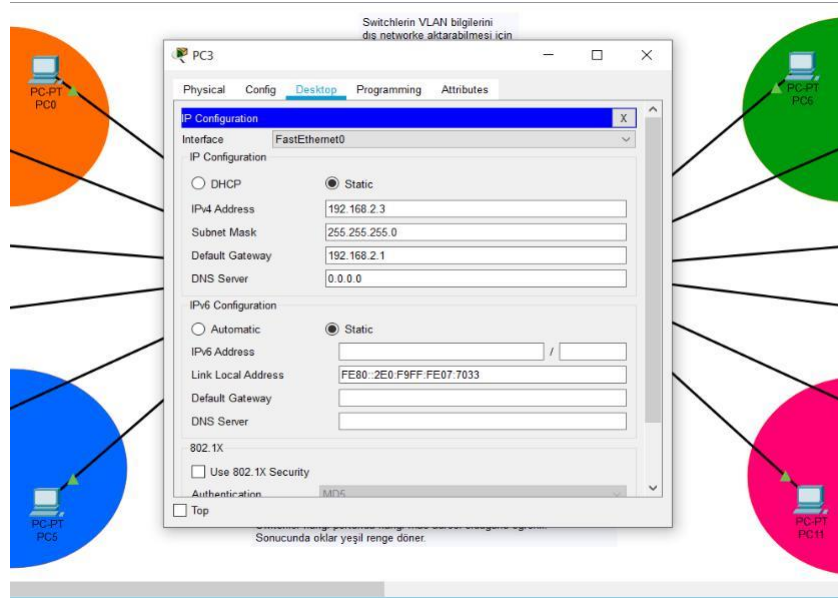 Switchlerin VLAN bilgilerini
dış networke aktarabilmesi için
PC3
Physical Config Desktop Programming Attributes
IP Configuration X
Interface FastEthernet0
IP Configuration
DHCP Static
IPv4 Address 192.168.2.3
Subnet Mask 255.255.255.0
Default Gateway 192.168.2.1
DNS Server 0.0.0.0
IPv6 Configuration
Automatic Static
IPv6 Address /
Link Local Address FE80::2E0:F9FF:FE07:7033
Default Gateway
DNS Server
802.1X
Use 802.1X Security
Authentication MD5
Top
Sonucunda oklar yeşil renge döner.
PC-PT
PC0
PC-PT
PC6
PC-PT
PC5
PC-PT
PC11